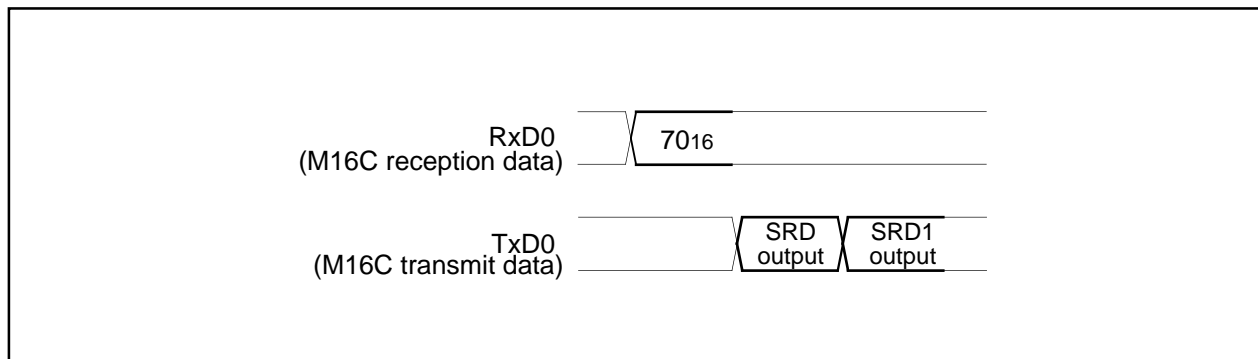 RxD0
(M16C reception data)
7016
TxD0
(M16C transmit data)
SRD
output
SRD1
output